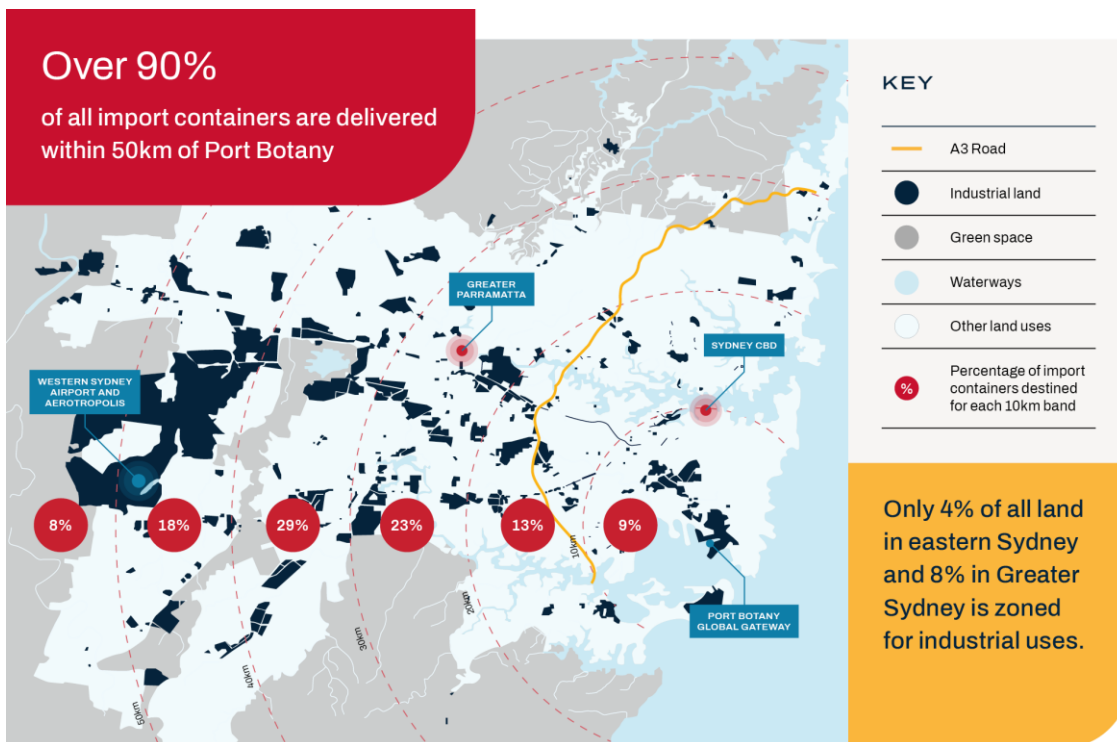 Over 90%
of all import containers are delivered
within 50km of Port Botany
KEY
A3 Road
Industrial land
Green space
Waterways
Other land uses
%
Percentage of import
containers destined
for each 10km band
Only 4% of all land
in eastern Sydney
and 8% in Greater
Sydney is zoned
for industrial uses.
GREATER
PARRAMATTA
SYDNEY CBD
WESTERN SYDNEY
AIRPORT AND
AEROTROPOLIS
8%
18%
29%
23%
13%
9%
10km
20km
30km
40km
50km
PORT BOTANY
GLOBAL GATEWAY